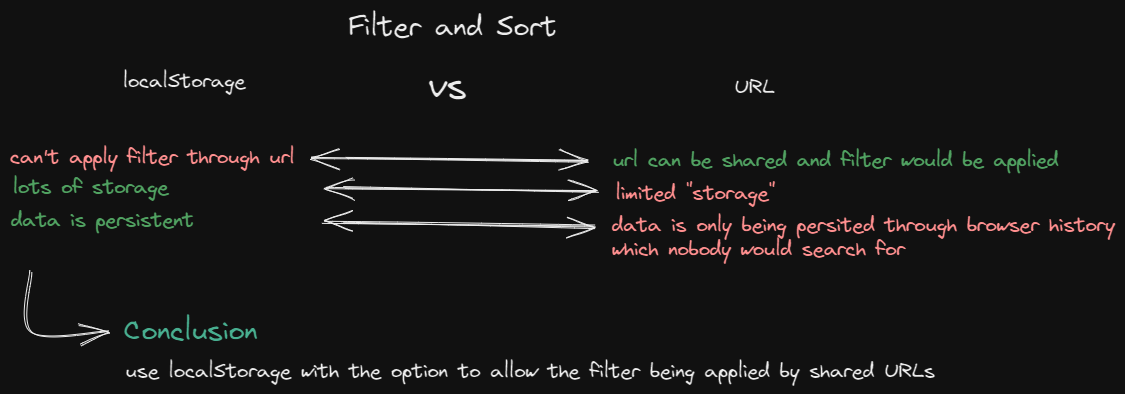 Filter and Sort
localStorage
VS
URL
can't apply filter through url
url can be shared and filter would be applied
lots of storage
limited "storage"
data is persistent
data is only being persited through browser history
which nobody would search for
Conclusion
use localStorage with the option to allow the filter being applied by shared URLs